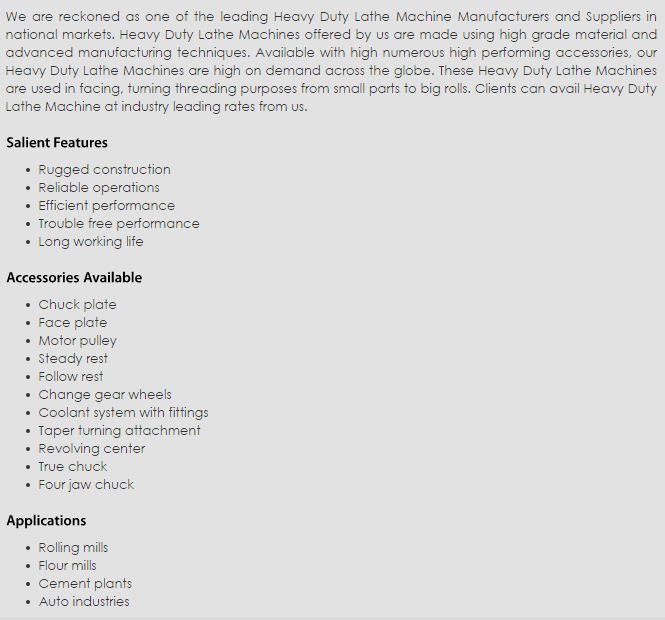 We are reckoned as one of the leading Heavy Duty Lathe Machine Manufacturers and Suppliers in
national markets. Heavy Duty Lathe Machines offered by us are made using high grade material and
advanced manufacturing techniques. Available with high numerous high performing accessories, our
Heavy Duty Lathe Machines are high on demand across the globe. These Heavy Duty Lathe Machines
are used in facing, turning threading purposes from small parts to big rolls. Clients can avail Heavy Duty
Lathe Machine at industry leading rates from us.
Salient Features
• Rugged construction
• Reliable operations
• Efficient performance
• Trouble free performance
• Long working life
Accessories Available
• Chuck plate
• Face plate
• Motor pulley
• Steady rest
• Follow rest
• Change gear wheels
• Coolant system with fittings
• Taper turning attachment
• Revolving center
• True chuck
• Four jaw chuck
Applications
• Rolling mills
• Flour mills
• Cement plants
• Auto industries